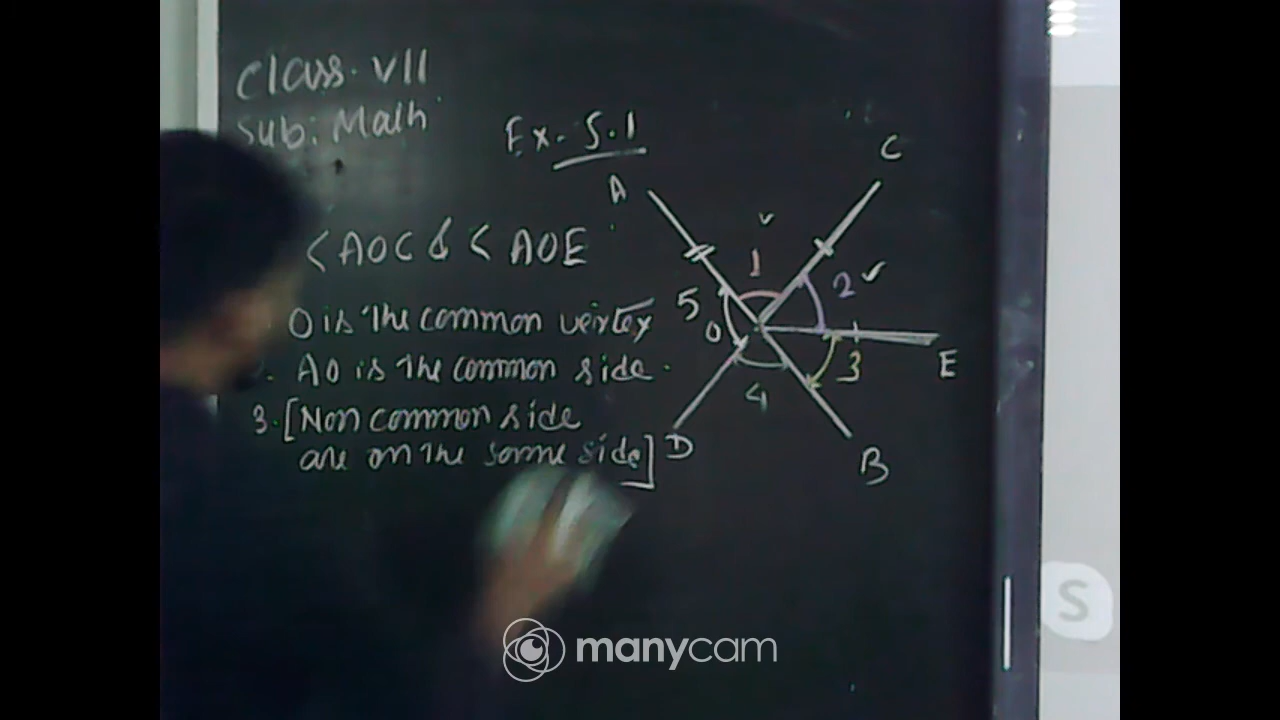 Class. VII
Sub: Math
Ex. 5.1
A
C
<AOC & <AOE
1
2
5
O is the common vertex
O
3
E
AO is the common side.
4
3. [Non common side
are on the same side]
D
B
S
manycam